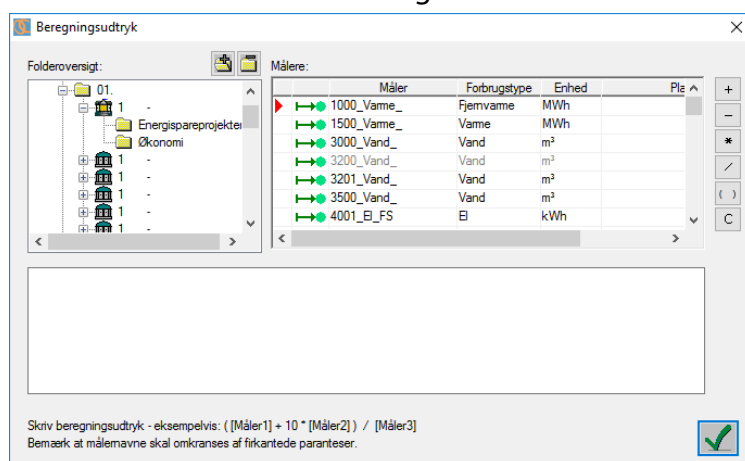 Beregningsudtryk
Folderoversigt:
Målere:
01.
1 -
Energispareprojekter
Økonomi
1 -
1 -
1 -
1 -
1 -
Måler Forbrugstype Enhed Pla
1000_Varme_ Fjernvarme MWh
1500_Varme_ Varme MWh
3000_Vand_ Vand m³
3200_Vand_ Vand m³
3201_Vand_ Vand m³
3500_Vand_ Vand m³
4001_El_FS El kWh
+
-
*
/
( )
C
Skriv beregningsudtryk - eksempelvis: ( [Måler1] + 10 * [Måler2] ) / [Måler3]
Bemærk at målernavne skal omkranses af firkantede paranteser.